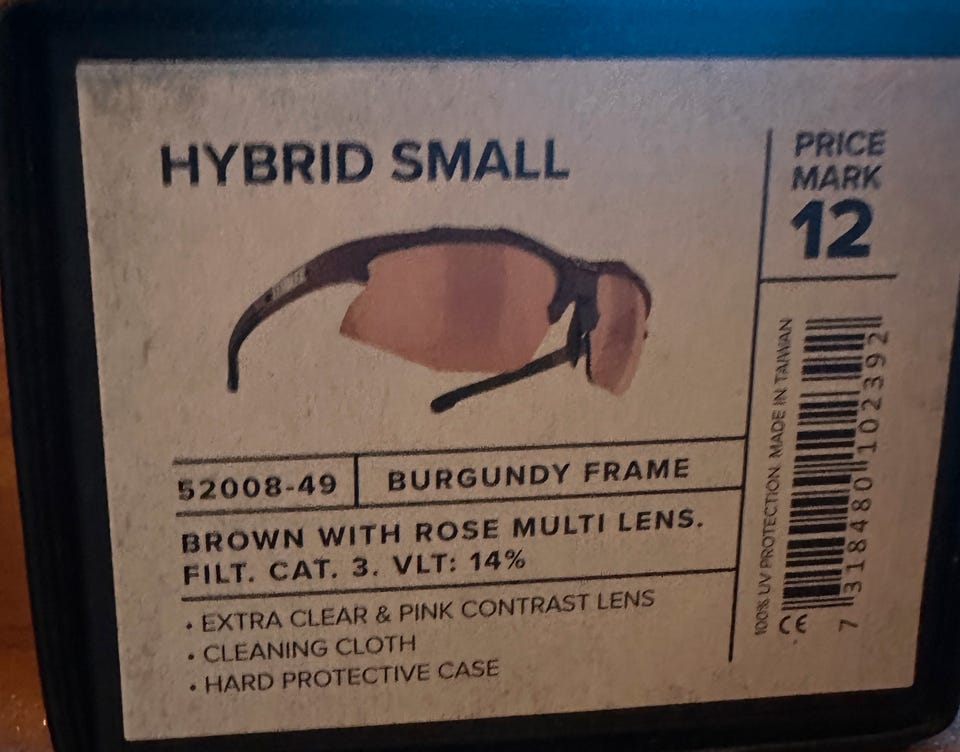 HYBRID SMALL
52008-49
BURGUNDY FRAME
BROWN WITH ROSE MULTI LENS.
FILT. CAT. 3. VLT: 14%
• EXTRA CLEAR & PINK CONTRAST LENS
• CLEANING CLOTH
• HARD PROTECTIVE CASE
PRICE
MARK
12
100% UV PROTECTION. MADE IN TAIWAN
CE
7 318480 102392